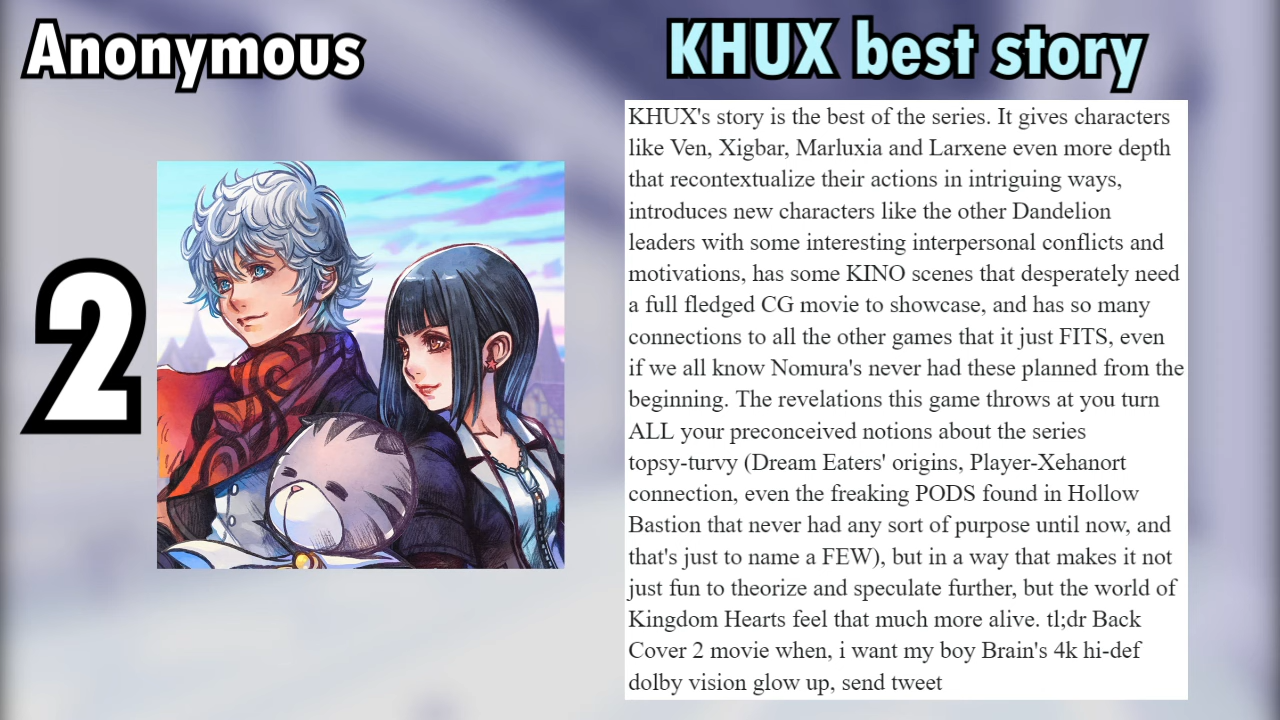 Anonymous
KHUX best story
2
KHUX's story is the best of the series. It gives characters
like Ven, Xigbar, Marluxia and Larxene even more depth
that recontextualize their actions in intriguing ways,
introduces new characters like the other Dandelion
leaders with some interesting interpersonal conflicts and
motivations, has some KINO scenes that desperately need
a full fledged CG movie to showcase, and has so many
connections to all the other games that it just FITS, even
if we all know Nomura's never had these planned from the
beginning. The revelations this game throws at you turn
ALL your preconceived notions about the series
topsy-turvy (Dream Eaters' origins, Player-Xehanort
connection, even the freaking PODS found in Hollow
Bastion that never had any sort of purpose until now, and
that's just to name a FEW), but in a way that makes it not
just fun to theorize and speculate further, but the world of
Kingdom Hearts feel that much more alive. tl;dr Back
Cover 2 movie when, i want my boy Brain's 4k hi-def
dolby vision glow up, send tweet